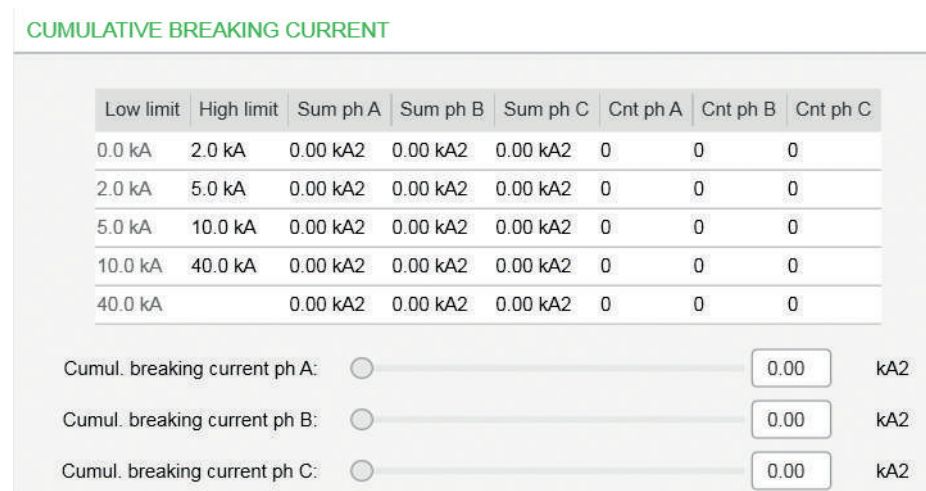 CUMULATIVE BREAKING CURRENT
Low limit High limit Sum ph A Sum ph B Sum ph C Cnt ph A Cnt ph B Cnt ph C
0.0 kA 2.0 kA 0.00 kA2 0.00 kA2 0.00 kA2 0 0 0
2.0 kA 5.0 kA 0.00 kA2 0.00 kA2 0.00 kA2 0 0 0
5.0 kA 10.0 kA 0.00 kA2 0.00 kA2 0.00 kA2 0 0 0
10.0 kA 40.0 kA 0.00 kA2 0.00 kA2 0.00 kA2 0 0 0
40.0 kA 0.00 kA2 0.00 kA2 0.00 kA2 0 0 0
Cumul. breaking current ph A: 0.00 kA2
Cumul. breaking current ph B: 0.00 kA2
Cumul. breaking current ph C: 0.00 kA2